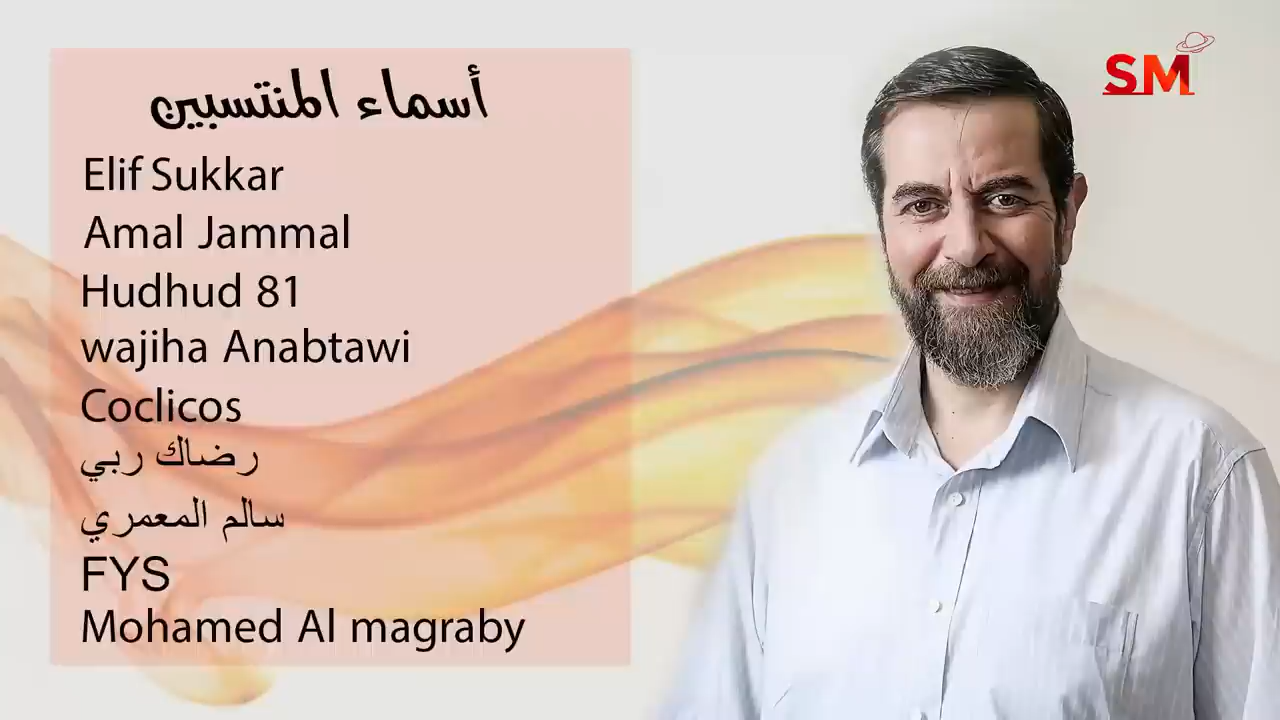 SM
أسماء المنتسبين
Elif Sukkar
Amal Jammal
Hudhud 81
wajiha Anabtawi
Coclicos
رضاك ربي
سالم المعمري
FYS
Mohamed Al magraby